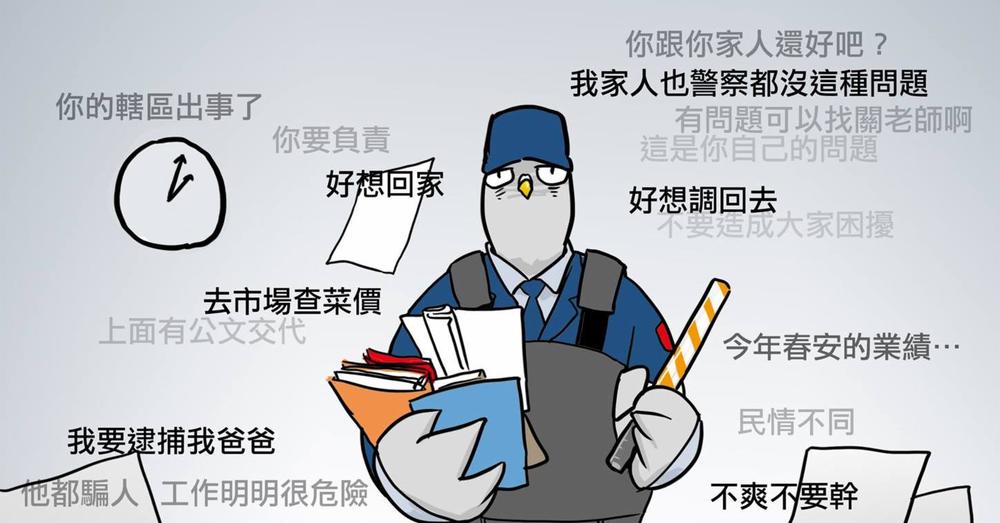 你跟你家人還好吧？
我家人也警察都沒這種問題
你的轄區出事了
有問題可以找關老師啊
你要負責
這是你自己的問題
好想回家
好想調回去
不要造成大家困擾
去市場查菜價
上面有公文交代
今年春安的業績…
民情不同
我要逮捕我爸爸
他都騙人 工作明明很危險
不爽不要幹